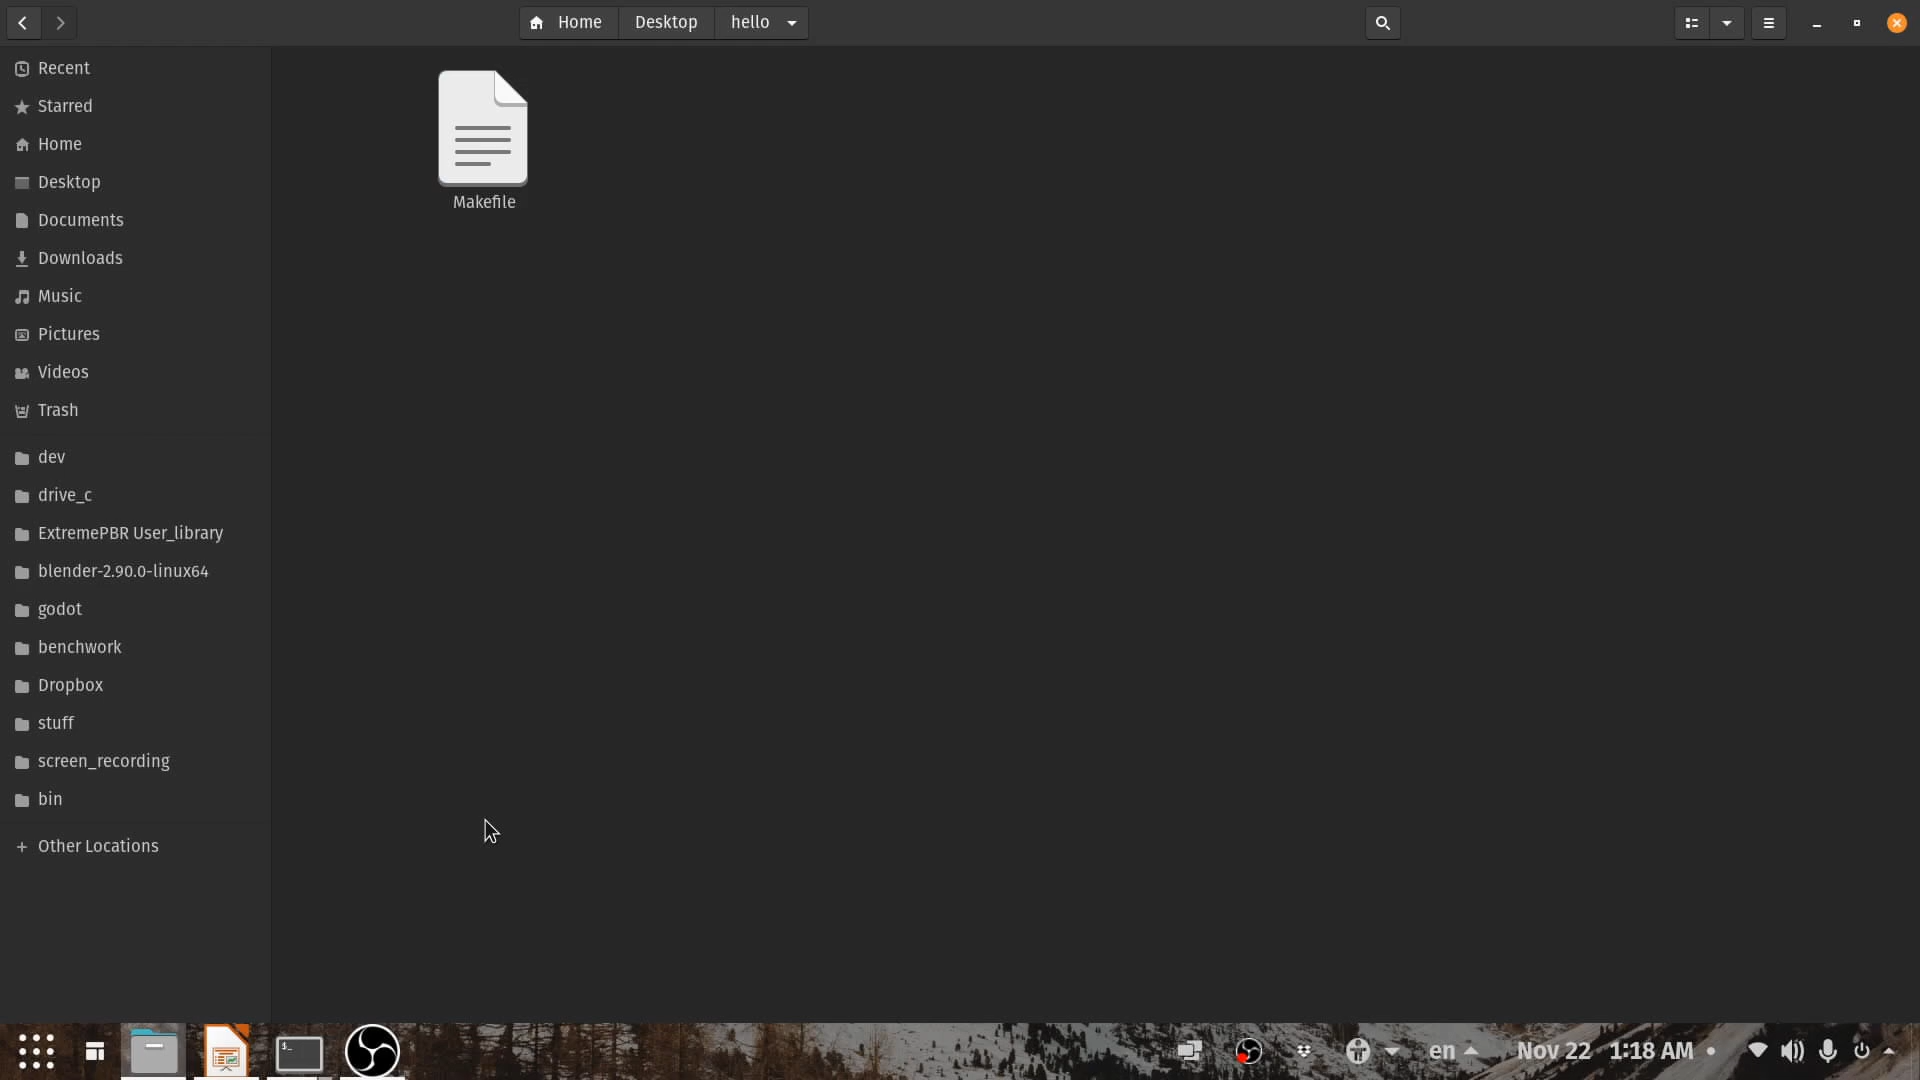 Home Desktop hello
Recent
Starred
Home
Desktop
Documents
Downloads
Music
Pictures
Videos
Trash
dev
drive_c
ExtremePBR User_library
blender-2.90.0-linux64
godot
benchwork
Dropbox
stuff
screen_recording
bin
Other Locations
Makefile
$_
en Nov 22 1:18 AM